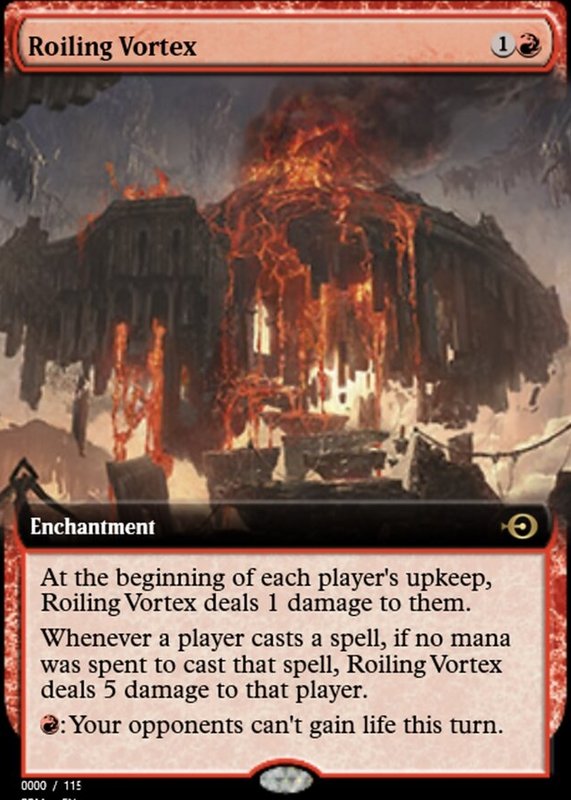 Roiling Vortex 1
Enchantment
At the beginning of each player's upkeep,
Roiling Vortex deals 1 damage to them.
Whenever a player casts a spell, if no mana
was spent to cast that spell, Roiling Vortex
deals 5 damage to that player.
: Your opponents can't gain life this turn.
0000 / 115